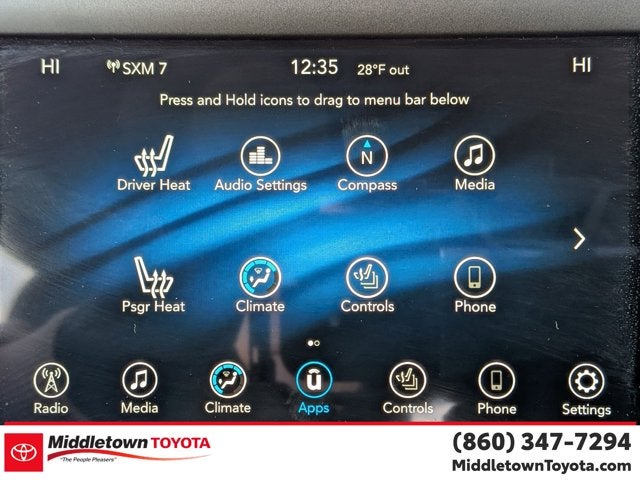 HI SXM 7 12:35 28°F out HI
Press and Hold icons to drag to menu bar below
N
Driver Heat Audio Settings Compass Media
Psgr Heat Climate Controls Phone
Radio Media Climate Apps Controls Phone Settings
Middletown TOYOTA
"The People Pleasers"
(860) 347-7294
MiddletownToyota.com